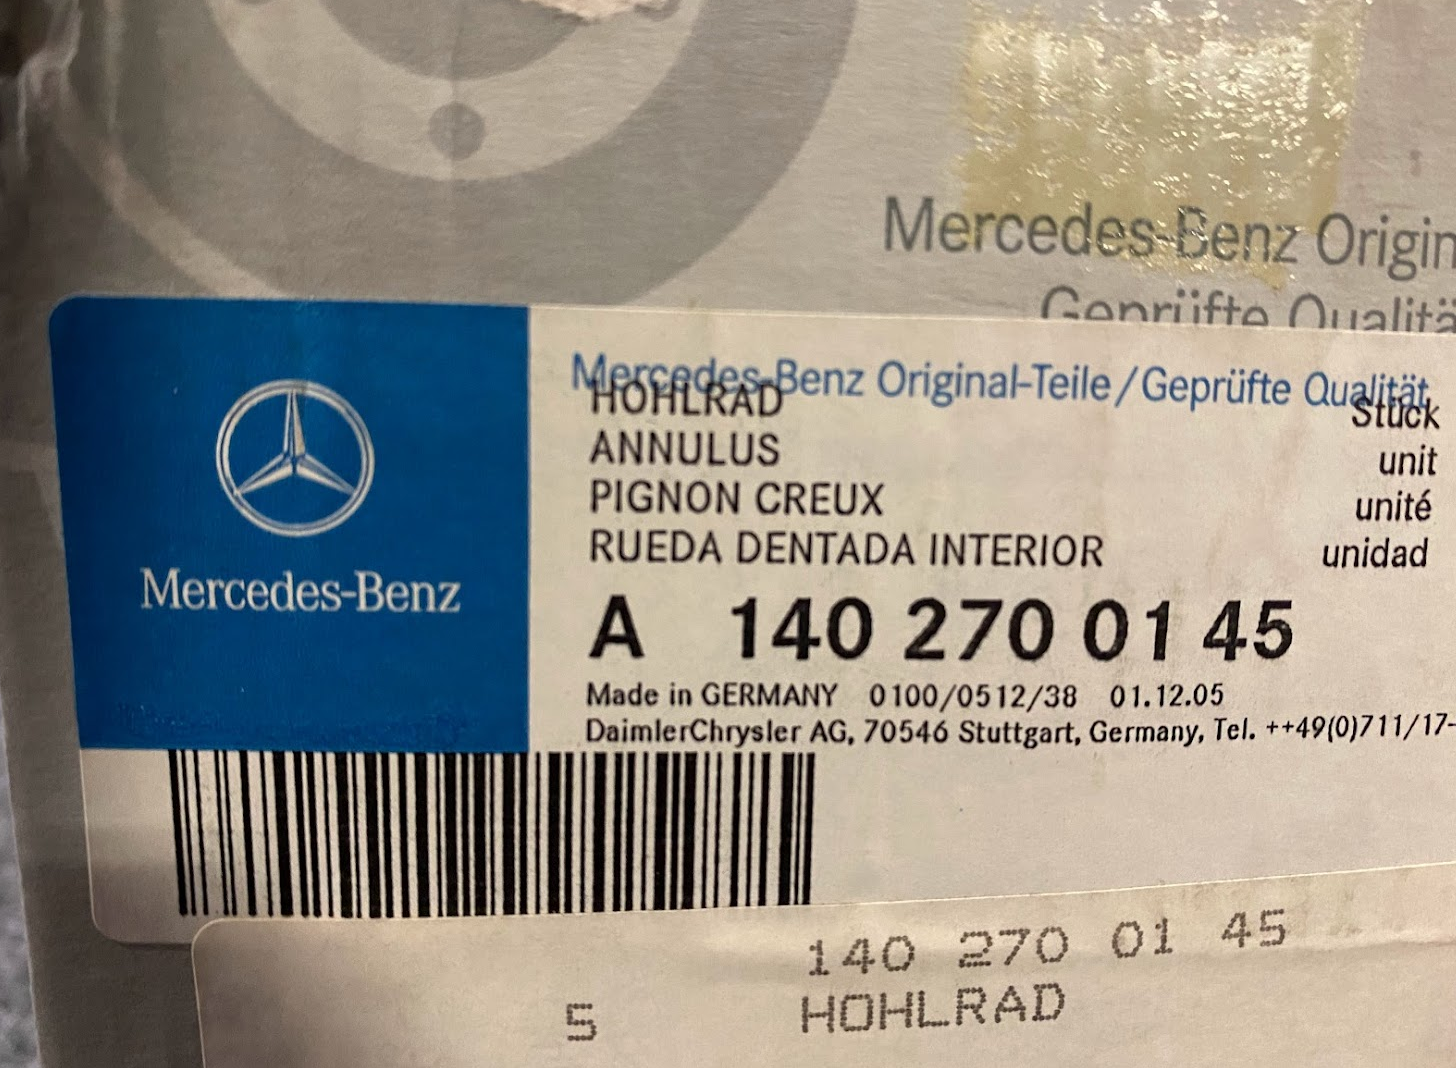 Mercedes-Benz Origin
Geprüfte Qualitä
Mercedes-Benz Original-Teile/Geprüfte Qualität
HOHLRAD Stück
ANNULUS unit
PIGNON CREUX unité
RUEDA DENTADA INTERIOR unidad
Mercedes-Benz
A 140 270 01 45
Made in GERMANY 0100/0512/38 01.12.05
DaimlerChrysler AG, 70546 Stuttgart, Germany, Tel. ++49(0)711/17-
140 270 01 45
5 HOHLRAD